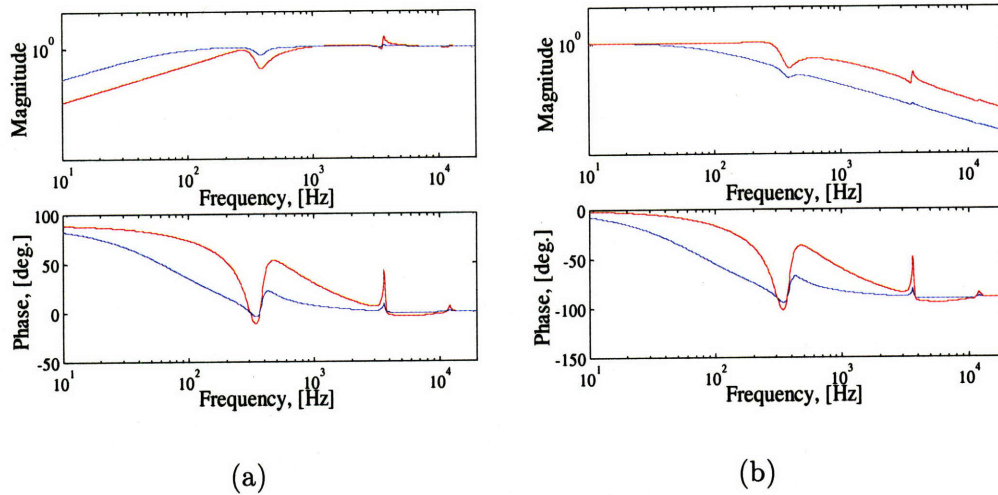 Magnitude
10^0
10^1 10^2 10^3 10^4
Frequency, [Hz]
Phase, [deg.]
100
50
0
-50
10^1 10^2 10^3 10^4
Frequency, [Hz]
(a)
Magnitude
10^0
10^1 10^2 10^3 10^4
Frequency, [Hz]
Phase, [deg.]
0
-50
-100
-150
10^1 10^2 10^3 10^4
Frequency, [Hz]
(b)